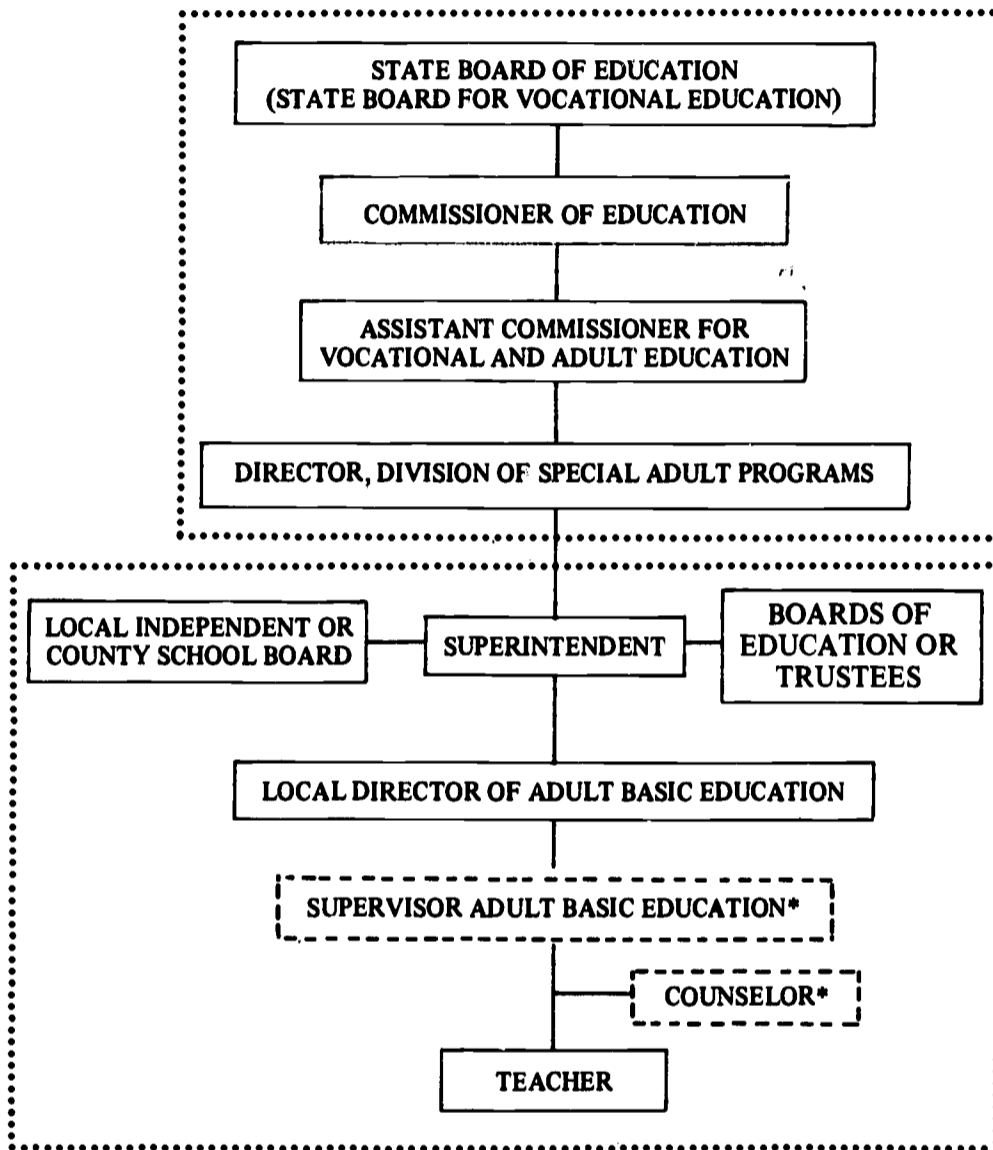 STATE BOARD OF EDUCATION
(STATE BOARD FOR VOCATIONAL EDUCATION)
COMMISSIONER OF EDUCATION
ASSISTANT COMMISSIONER FOR
VOCATIONAL AND ADULT EDUCATION
DIRECTOR, DIVISION OF SPECIAL ADULT PROGRAMS
LOCAL INDEPENDENT OR
COUNTY SCHOOL BOARD
SUPERINTENDENT
BOARDS OF
EDUCATION OR
TRUSTEES
LOCAL DIRECTOR OF ADULT BASIC EDUCATION
SUPERVISOR ADULT BASIC EDUCATION*
COUNSELOR*
TEACHER